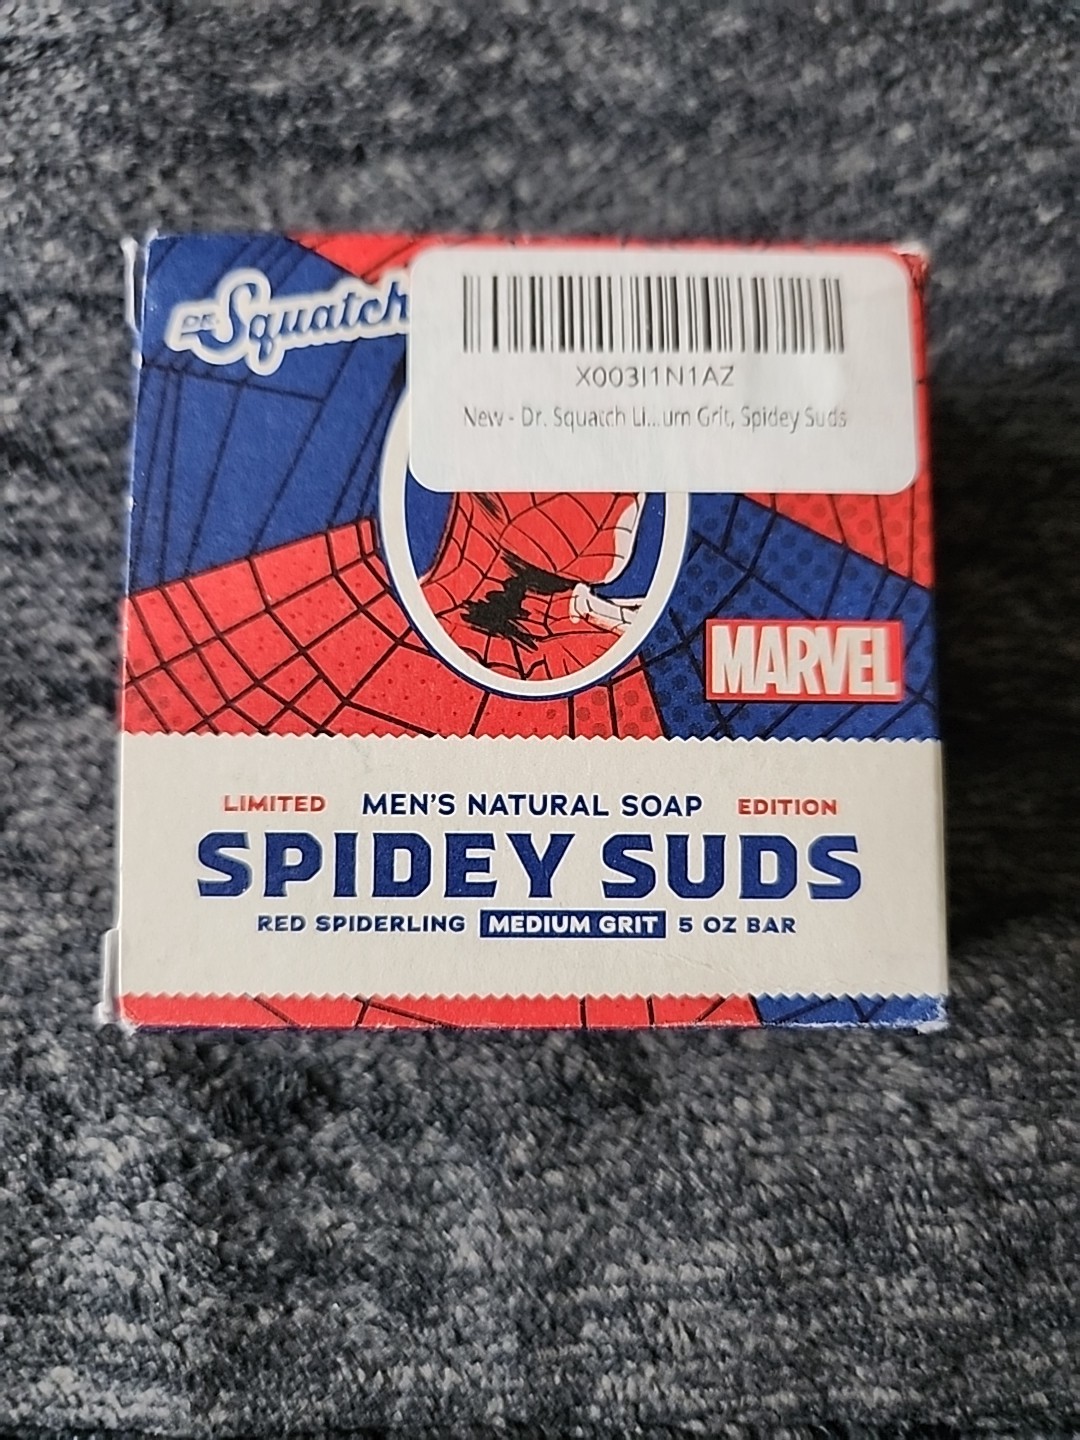 DR. Squatch
X003I1N1AZ
New - Dr. Squatch Li...um Grit, Spidey Suds
MARVEL
LIMITED MEN'S NATURAL SOAP EDITION
SPIDEY SUDS
RED SPIDERLING MEDIUM GRIT 5 OZ BAR